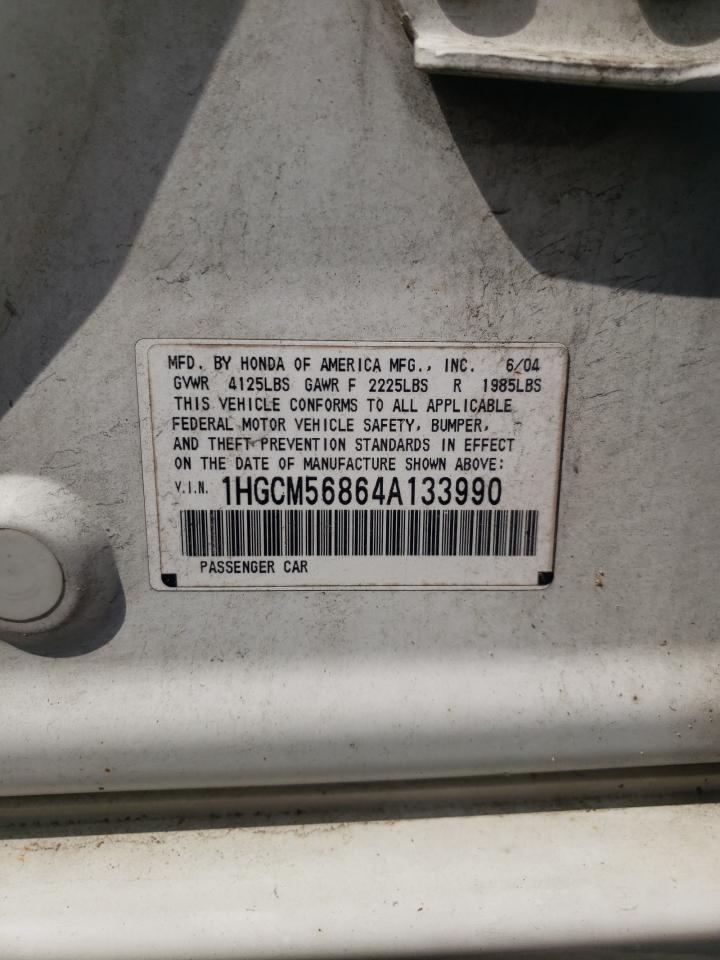 MFD. BY HONDA OF AMERICA MFG., INC. 6/04
GVWR 4125LBS GAWR F 2225LBS R 1985LBS
THIS VEHICLE CONFORMS TO ALL APPLICABLE
FEDERAL MOTOR VEHICLE SAFETY, BUMPER,
AND THEFT PREVENTION STANDARDS IN EFFECT
ON THE DATE OF MANUFACTURE SHOWN ABOVE:
V.I.N. 1HGCM56864A133990
PASSENGER CAR